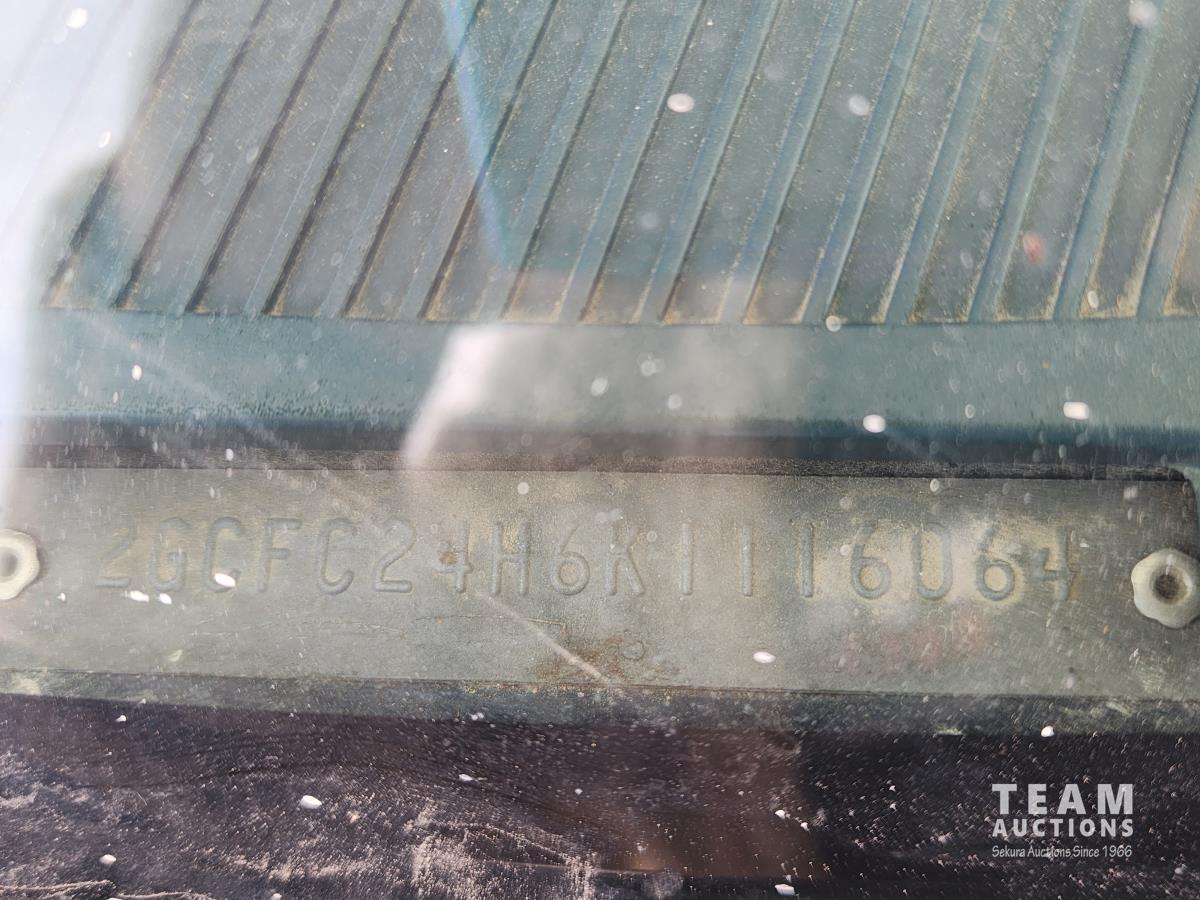 2GCFC24H6K1116064
TEAM
AUCTIONS
Sekura Auctions Since 1966